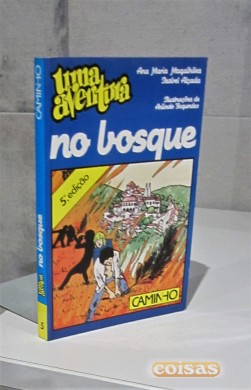 uma
aventura
Ana Maria Magalhães
Isabel Alçada
Ilustrações de
Arlindo Fagundes
no bosque
5.ª edição
CAMINHO
CAMINHO
no bosque
coisas